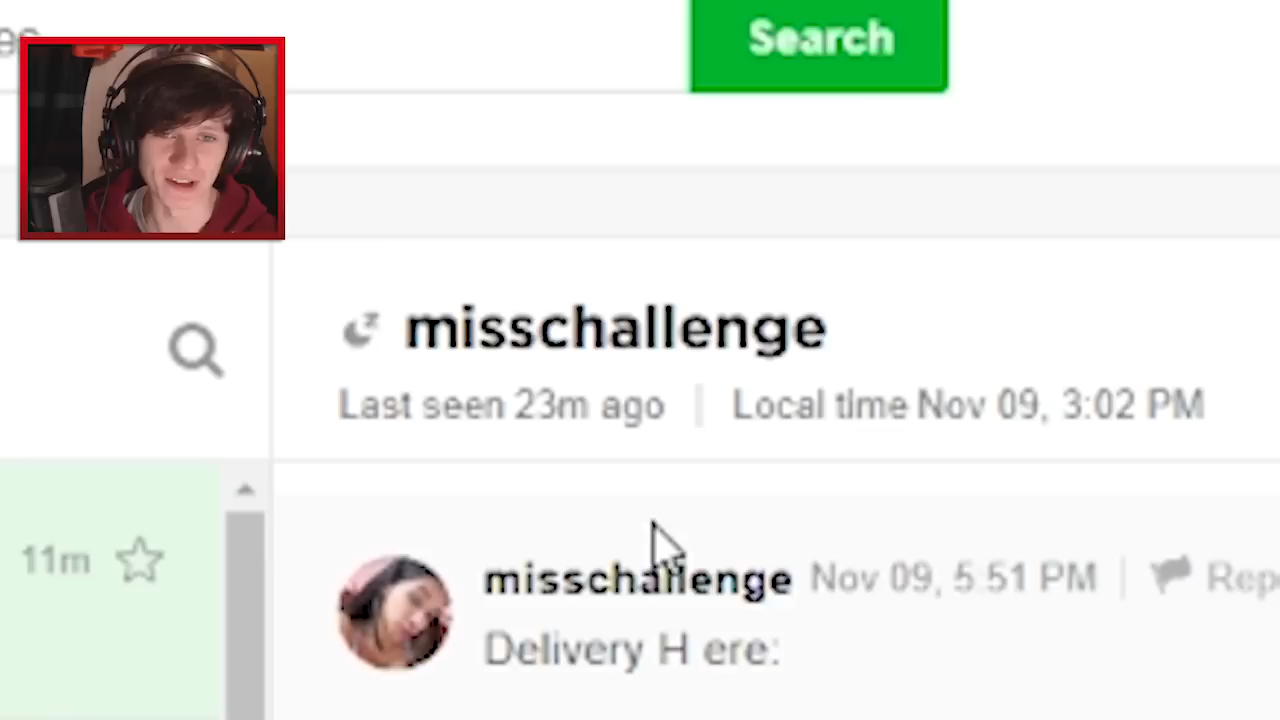 Search
misschallenge
Last seen 23m ago
Local time Nov 09, 3:02 PM
11m
misschallenge Nov 09, 5:51 PM
Delivery H ere: